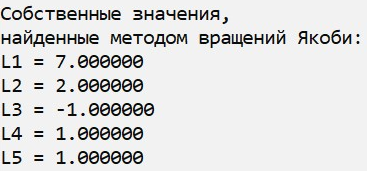 Собственные значения,
найденные методом вращений Якоби:
L1 = 7.000000
L2 = 2.000000
L3 = -1.000000
L4 = 1.000000
L5 = 1.000000